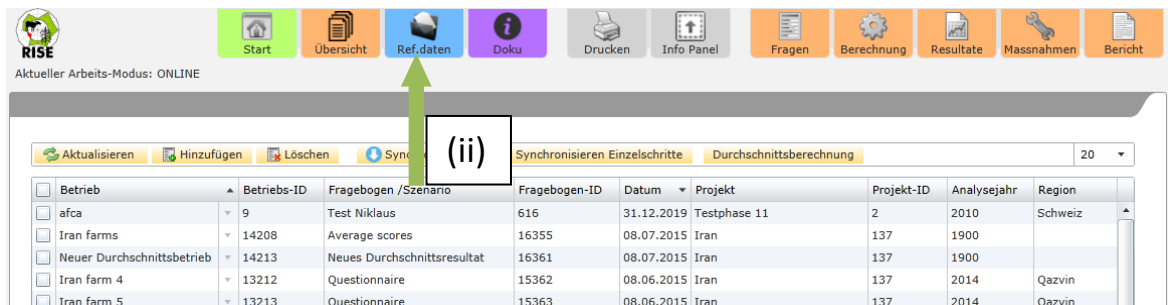 RISE
Start Übersicht Ref.daten Doku Drucken Info Panel Fragen Berechnung Resultate Massnahmen Bericht
Aktueller Arbeits-Modus: ONLINE
(ii)
Aktualisieren Hinzufügen Löschen Synchronisieren Einzelschritte Durchschnittsberechnung 20
Betrieb Betriebs-ID Fragebogen /Szenario Fragebogen-ID Datum Projekt Projekt-ID Analysejahr Region
afca 9 Test Niklaus 616 31.12.2019 Testphase 11 2 2010 Schweiz
Iran farms 14208 Average scores 16355 08.07.2015 Iran 137 1900
Neuer Durchschnittsbetrieb 14213 Neues Durchschnittsresultat 16361 08.07.2015 Iran 137 1900
Iran farm 4 13212 Questionnaire 15362 08.06.2015 Iran 137 2014 Qazvin
Iran farm 5 13213 Questionnaire 15363 08.06.2015 Iran 137 2014 Qazvin